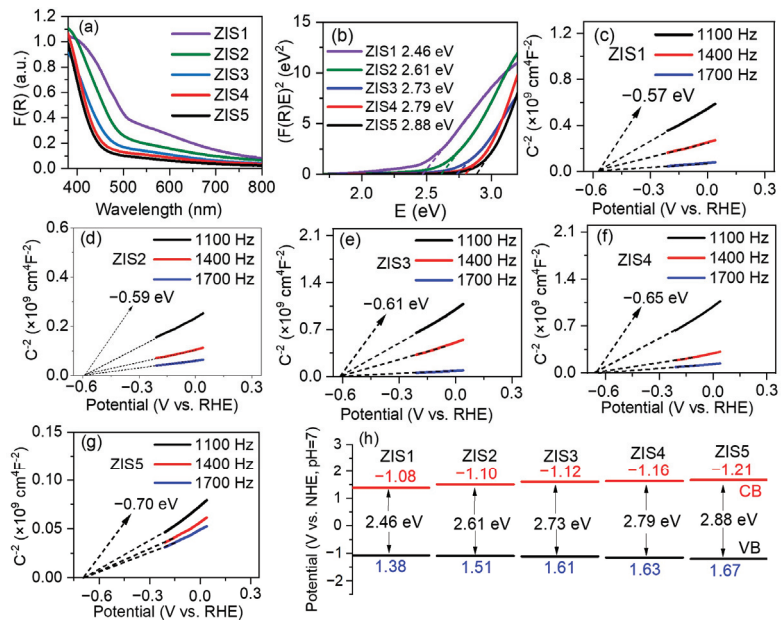 (a)
ZIS1
ZIS2
ZIS3
ZIS4
ZIS5
F(R) (a.u.)
1.2
1.0
0.8
0.6
0.4
0.2
0.0
400 500 600 700 800
Wavelength (nm)
(b)
ZIS1 2.46 eV
ZIS2 2.61 eV
ZIS3 2.73 eV
ZIS4 2.79 eV
ZIS5 2.88 eV
(F(R)E)² (eV²)
15
10
5
0
2.0 2.5 3.0
E (eV)
(c)
1100 Hz
ZIS1 1400 Hz
1700 Hz
−0.57 eV
C⁻² (×10⁹ cm⁴F⁻²)
1.2
0.9
0.6
0.3
0.0
−0.6 −0.3 0.0 0.3
Potential (V vs. RHE)
(d)
1100 Hz
ZIS2 1400 Hz
1700 Hz
−0.59 eV
C⁻² (×10⁹ cm⁴F⁻²)
0.6
0.4
0.2
0.0
−0.6 −0.3 0.0 0.3
Potential (V vs. RHE)
(e)
1100 Hz
ZIS3 1400 Hz
1700 Hz
−0.61 eV
C⁻² (×10⁹ cm⁴F⁻²)
2.1
1.4
0.7
0.0
−0.6 −0.3 0.0 0.3
Potential (V vs. RHE)
(f)
1100 Hz
ZIS4 1400 Hz
1700 Hz
−0.65 eV
C⁻² (×10⁹ cm⁴F⁻²)
2.1
1.4
0.7
0.0
−0.6 −0.3 0.0 0.3
Potential (V vs. RHE)
(g)
1100 Hz
ZIS5 1400 Hz
1700 Hz
−0.70 eV
C⁻² (×10⁹ cm⁴F⁻²)
0.15
0.10
0.05
0.00
−0.6 −0.3 0.0 0.3
Potential (V vs. RHE)
(h)
Potential (V vs. NHE, pH=7)
3
2
1
0
−1
−2
ZIS1 ZIS2 ZIS3 ZIS4 ZIS5
−1.08 −1.10 −1.12 −1.16 −1.21
CB
2.46 eV 2.61 eV 2.73 eV 2.79 eV 2.88 eV
VB
1.38 1.51 1.61 1.63 1.67